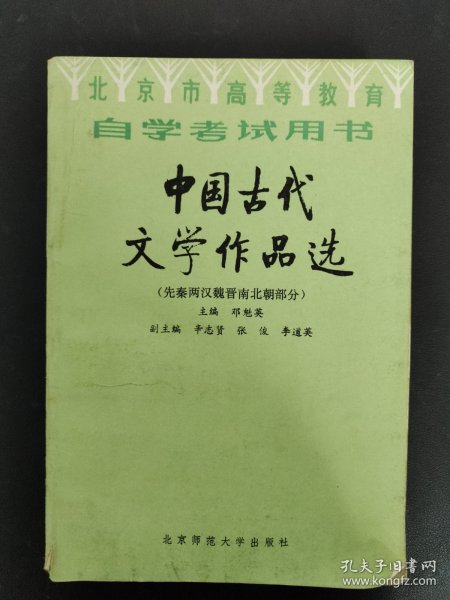 北京市高等教育
自学考试用书
中国古代
文学作品选
（先秦两汉魏晋南北朝部分）
主编 邓魁英
副主编 辛志贤 张俊 李道英
北京师范大学出版社
孔夫子旧书网
www.kongfz.com